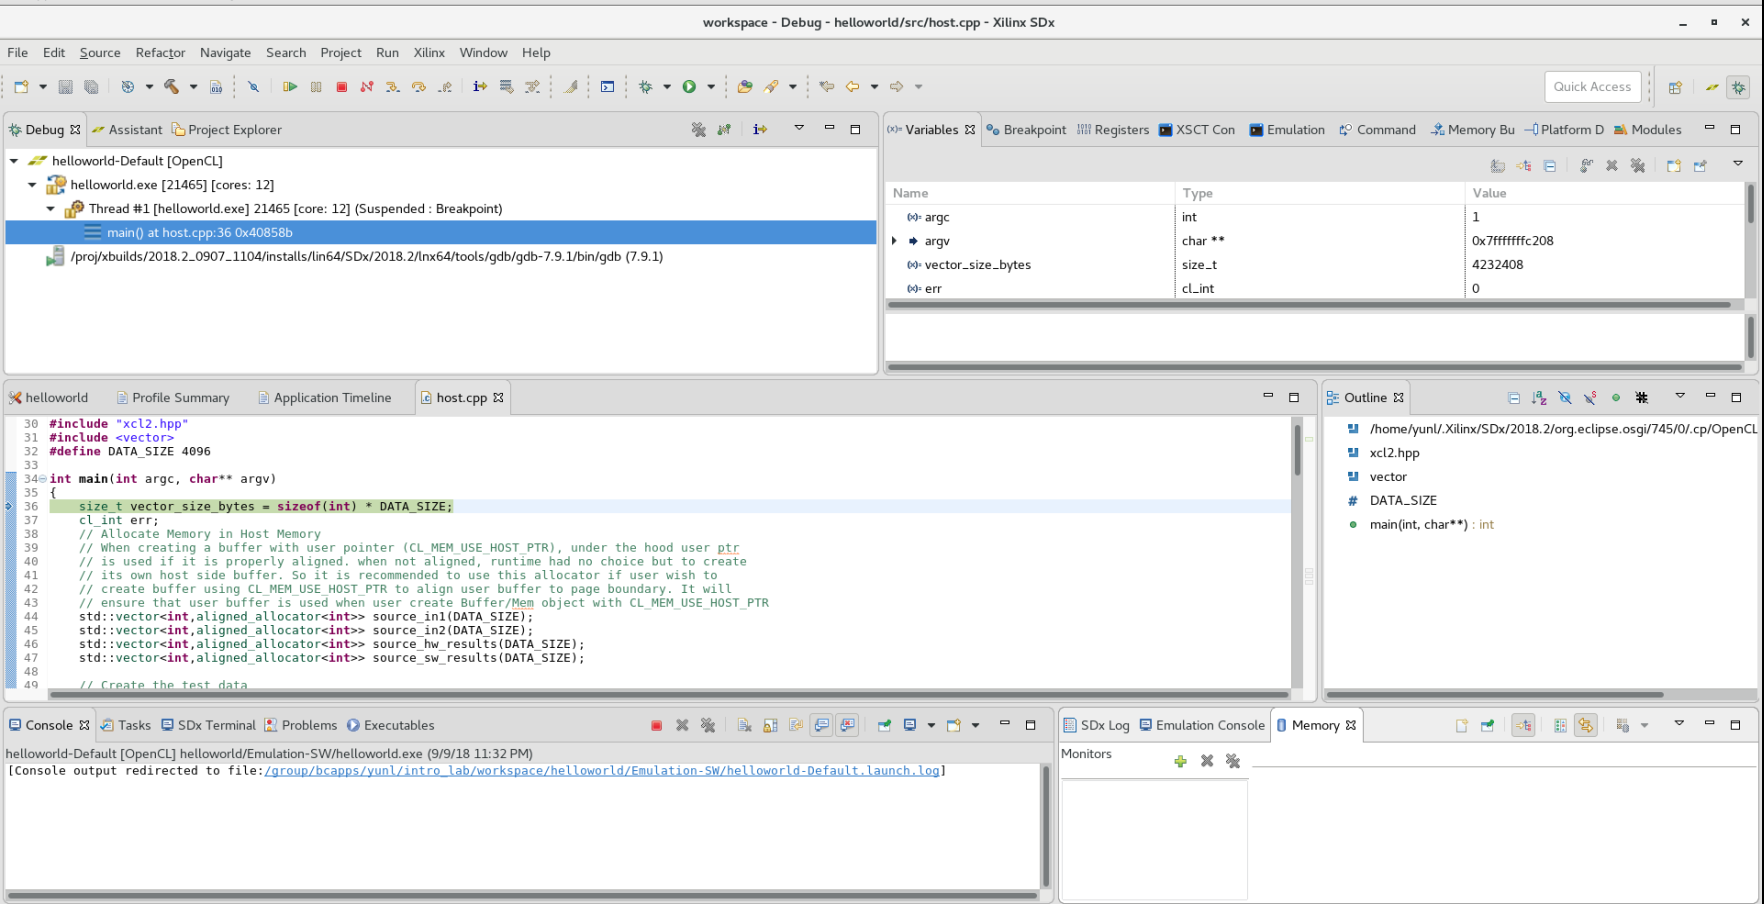 workspace - Debug - helloworld/src/host.cpp - Xilinx SDx
File Edit Source Refactor Navigate Search Project Run Xilinx Window Help
Quick Access
Debug Assistant Project Explorer
helloworld-Default [OpenCL]
helloworld.exe [21465] [cores: 12]
Thread #1 [helloworld.exe] 21465 [core: 12] (Suspended : Breakpoint)
main() at host.cpp:36 0x40858b
/proj/xbuilds/2018.2_0907_1104/installs/lin64/SDx/2018.2/lnx64/tools/gdb/gdb-7.9.1/bin/gdb (7.9.1)
Variables Breakpoint Registers XSCT Con Emulation Command Memory Bu Platform D Modules
Name Type Value
argc int 1
argv char ** 0x7fffffffc208
vector_size_bytes size_t 4232408
err cl_int 0
helloworld Profile Summary Application Timeline host.cpp
30 #include "xcl2.hpp"
31 #include <vector>
32 #define DATA_SIZE 4096
33
34 int main(int argc, char** argv)
35 {
36 size_t vector_size_bytes = sizeof(int) * DATA_SIZE;
37 cl_int err;
38 // Allocate Memory in Host Memory
39 // When creating a buffer with user pointer (CL_MEM_USE_HOST_PTR), under the hood user ptr
40 // is used if it is properly aligned. when not aligned, runtime had no choice but to create
41 // its own host side buffer. So it is recommended to use this allocator if user wish to
42 // create buffer using CL_MEM_USE_HOST_PTR to align user buffer to page boundary. It will
43 // ensure that user buffer is used when user create Buffer/Mem object with CL_MEM_USE_HOST_PTR
44 std::vector<int,aligned_allocator<int>> source_in1(DATA_SIZE);
45 std::vector<int,aligned_allocator<int>> source_in2(DATA_SIZE);
46 std::vector<int,aligned_allocator<int>> source_hw_results(DATA_SIZE);
47 std::vector<int,aligned_allocator<int>> source_sw_results(DATA_SIZE);
48
49 // Create the test data
Outline
/home/yunl/.Xilinx/SDx/2018.2/org.eclipse.osgi/745/0/.cp/OpenCL
xcl2.hpp
vector
DATA_SIZE
main(int, char**) : int
Console Tasks SDx Terminal Problems Executables
helloworld-Default [OpenCL] helloworld/Emulation-SW/helloworld.exe (9/9/18 11:32 PM)
[Console output redirected to file:/group/bcapps/yunl/intro_lab/workspace/helloworld/Emulation-SW/helloworld-Default.launch.log]
SDx Log Emulation Console Memory
Monitors